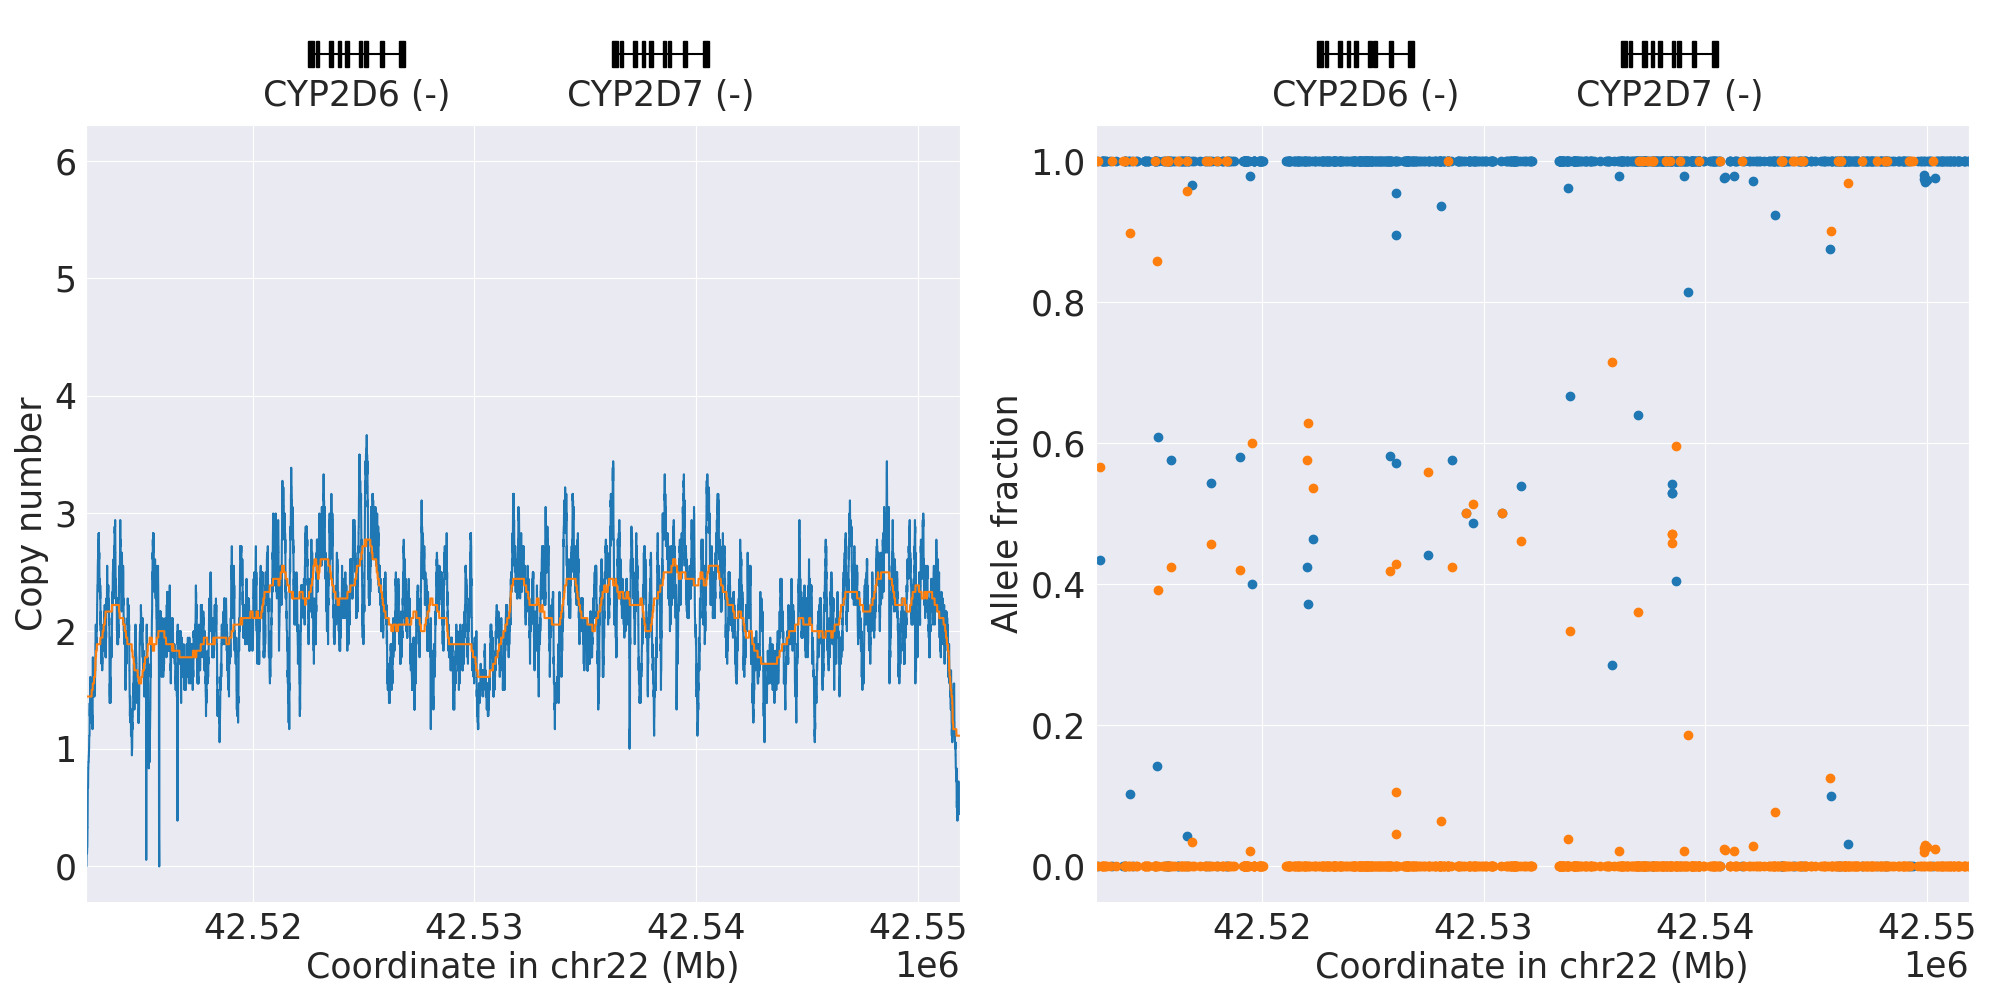 CYP2D6 (-) CYP2D7 (-)
6
5
4
3
2
1
0
Copy number
42.52 42.53 42.54 42.55
Coordinate in chr22 (Mb) 1e6
CYP2D6 (-) CYP2D7 (-)
1.0
0.8
0.6
0.4
0.2
0.0
Allele fraction
42.52 42.53 42.54 42.55
Coordinate in chr22 (Mb) 1e6